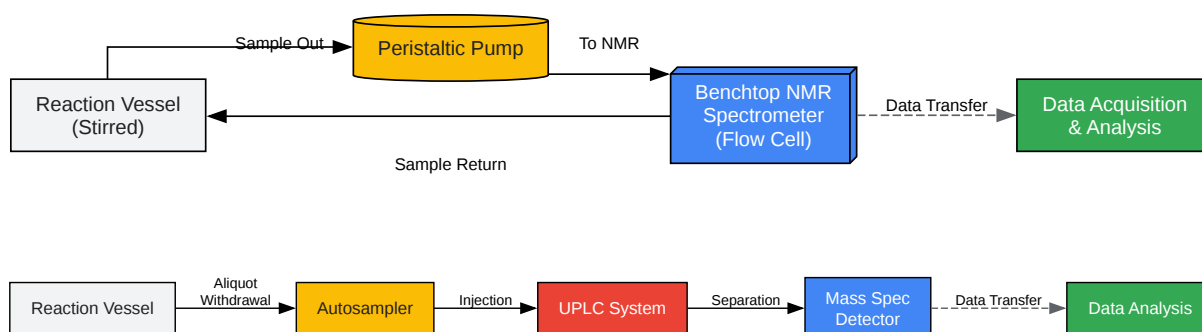 Sample Out
Peristaltic Pump
To NMR
Reaction Vessel
(Stirred)
Benchtop NMR
Spectrometer
(Flow Cell)
Data Transfer
Data Acquisition
& Analysis
Sample Return
Reaction Vessel
Aliquot
Withdrawal
Autosampler
Injection
UPLC System
Separation
Mass Spec
Detector
Data Transfer
Data Analysis